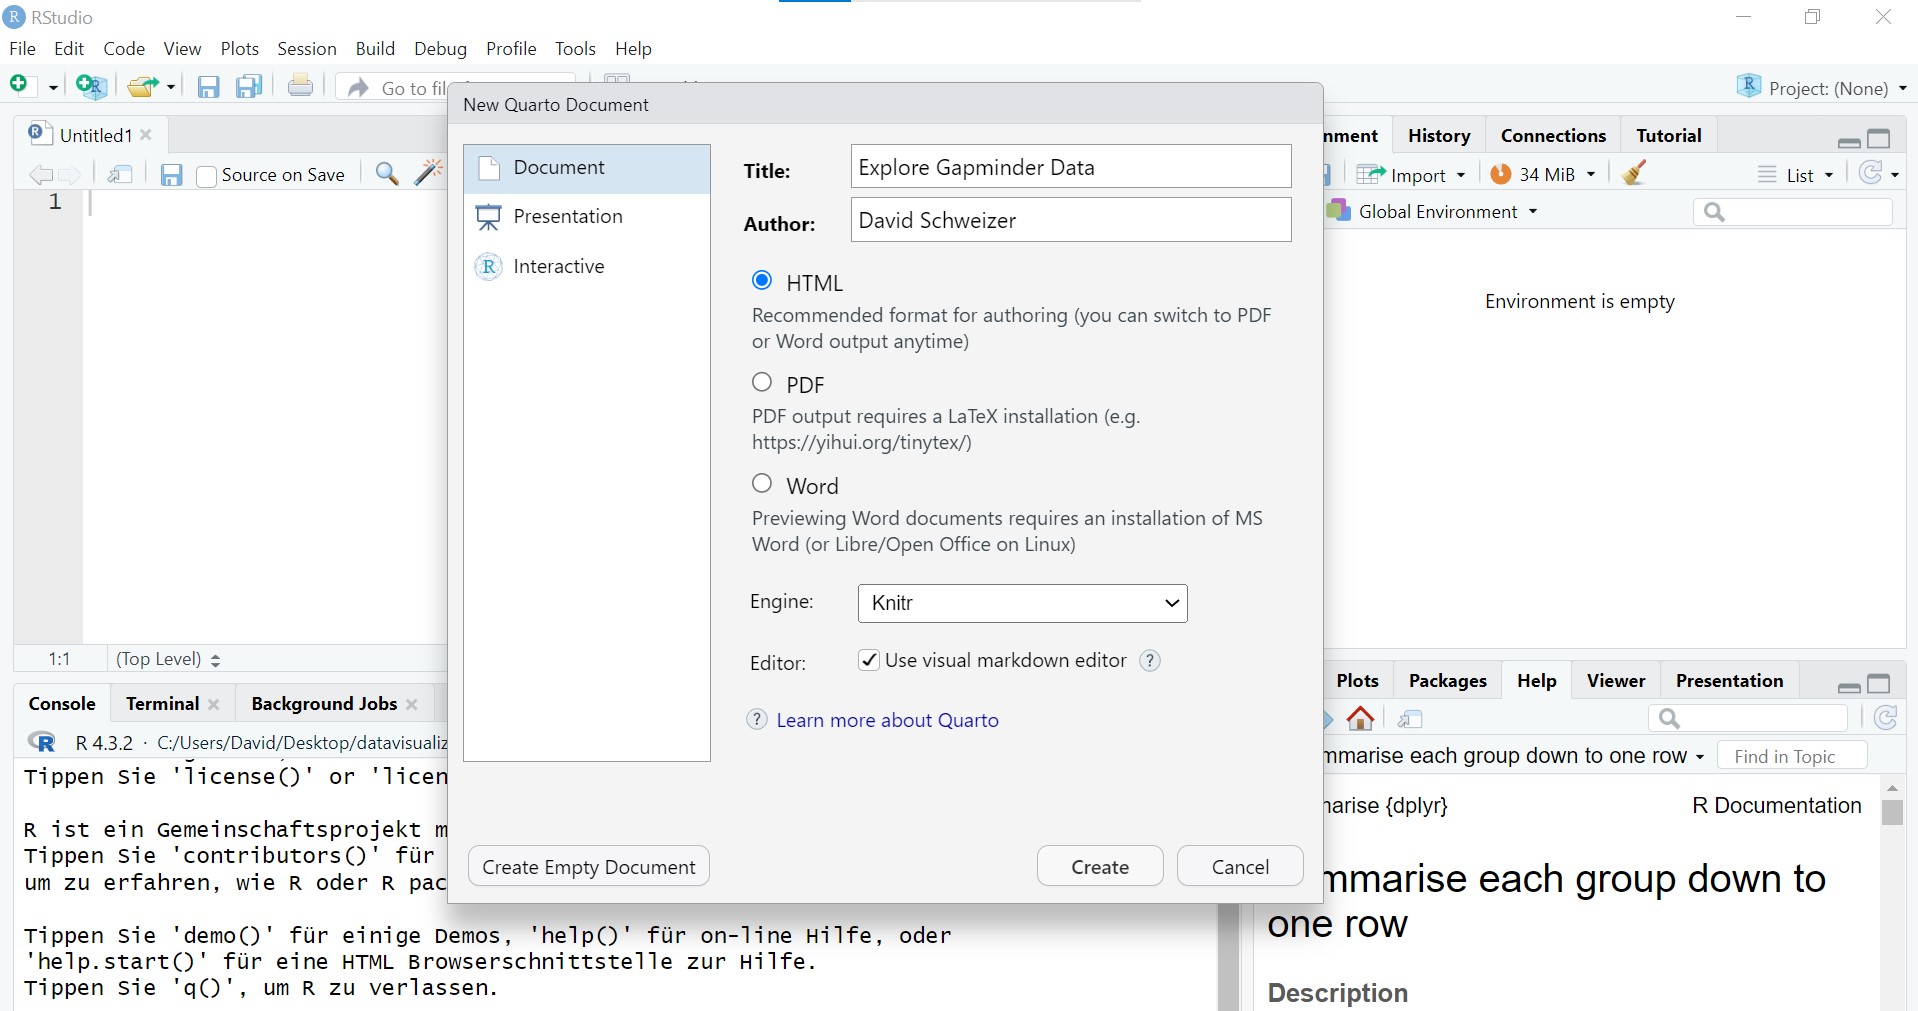 RStudio
File Edit Code View Plots Session Build Debug Profile Tools Help
Go to fil
Project: (None)
Untitled1
Source on Save
1
1:1 (Top Level)
Console Terminal Background Jobs
R 4.3.2 · C:/Users/David/Desktop/datavisualiz
Tippen Sie 'license()' or 'licen
R ist ein Gemeinschaftsprojekt m
Tippen Sie 'contributors()' für
um zu erfahren, wie R oder R pac
Tippen Sie 'demo()' für einige Demos, 'help()' für on-line Hilfe, oder
'help.start()' für eine HTML Browserschnittstelle zur Hilfe.
Tippen Sie 'q()', um R zu verlassen.
New Quarto Document
Document
Presentation
Interactive
Title: Explore Gapminder Data
Author: David Schweizer
HTML
Recommended format for authoring (you can switch to PDF
or Word output anytime)
PDF
PDF output requires a LaTeX installation (e.g.
https://yihui.org/tinytex/)
Word
Previewing Word documents requires an installation of MS
Word (or Libre/Open Office on Linux)
Engine: Knitr
Editor: Use visual markdown editor ?
? Learn more about Quarto
Create Empty Document Create Cancel
nment History Connections Tutorial
Import 34 MiB List
Global Environment
Environment is empty
Plots Packages Help Viewer Presentation
mmarise each group down to one row Find in Topic
marise {dplyr} R Documentation
mmarise each group down to
one row
Description